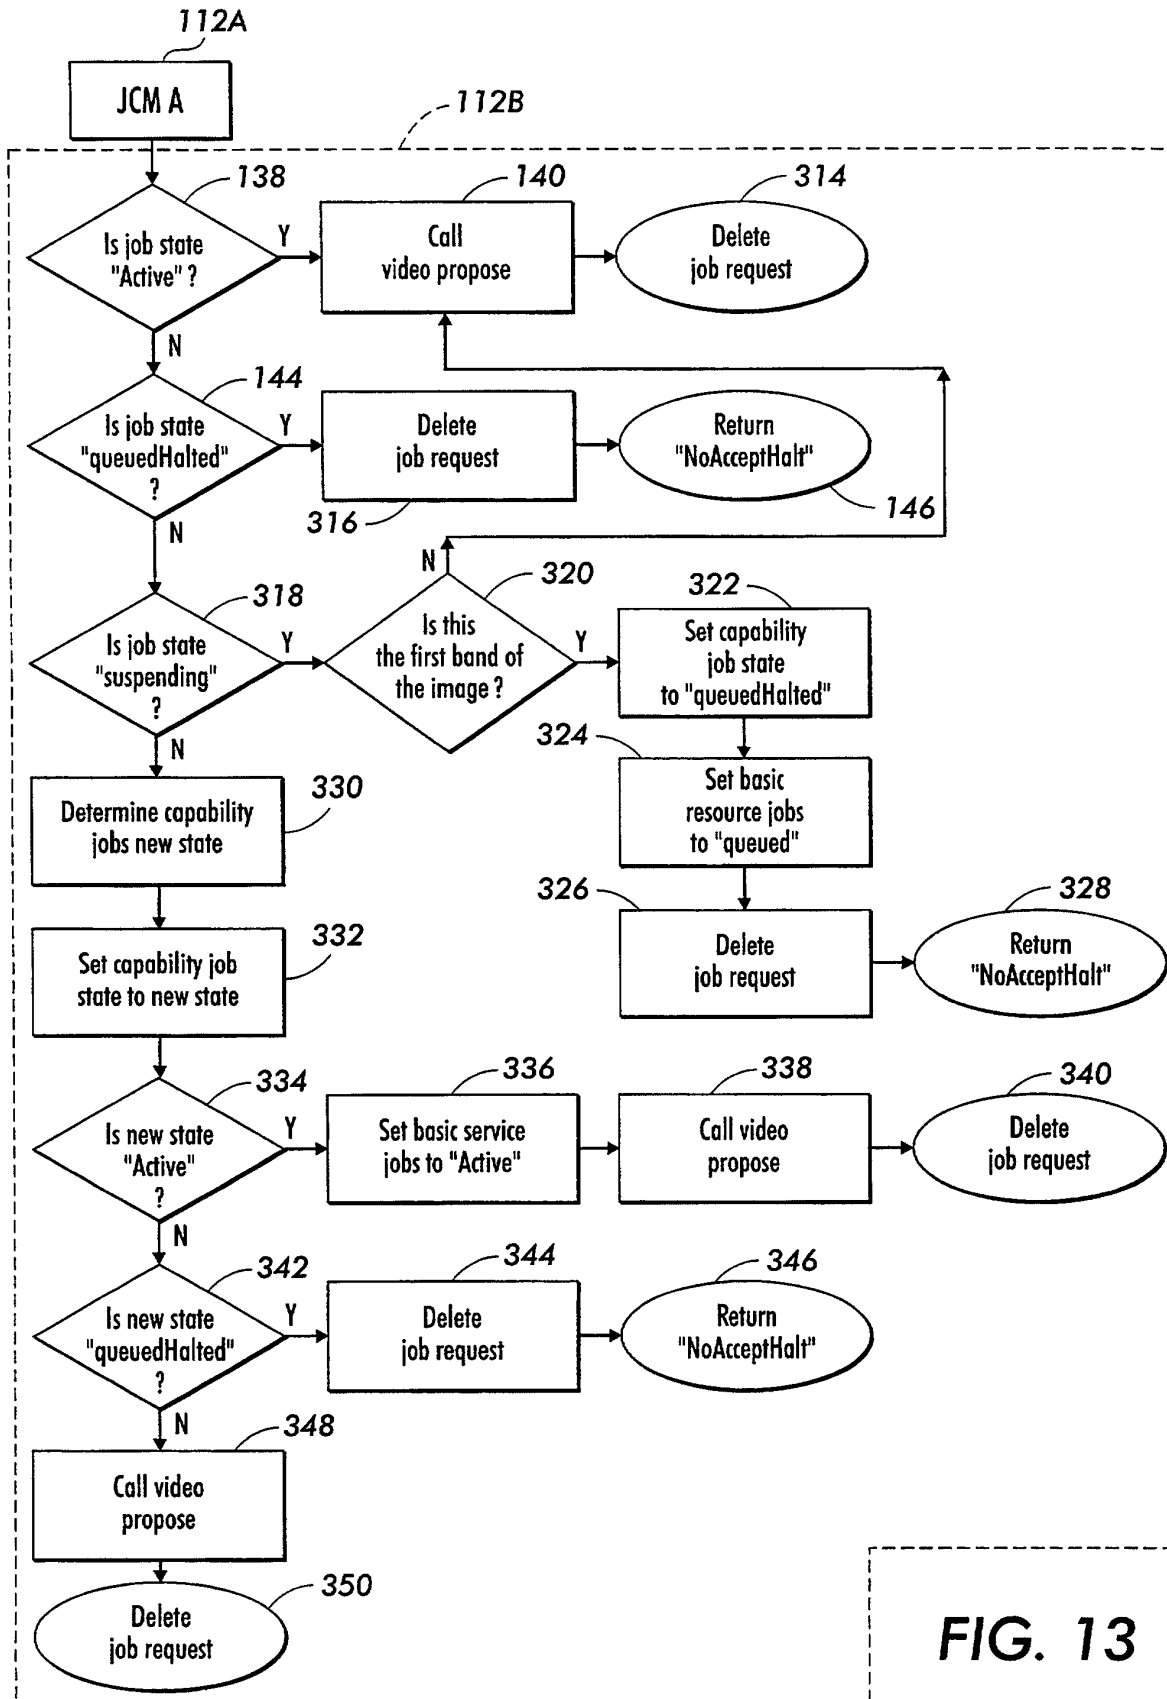 112A
JCM A
112B
138
Is job state
"Active" ?
Y
N
140
Call
video propose
314
Delete
job request
144
Is job state
"queuedHalted"
?
Y
N
Delete
job request
316
Return
"NoAcceptHalt"
146
318
Is job state
"suspending"
?
Y
N
320
N
Is this
the first band of
the image ?
Y
322
Set capability
job state
to "queuedHalted"
324
Set basic
resource jobs
to "queued"
326
Delete
job request
328
Return
"NoAcceptHalt"
330
Determine capability
jobs new state
332
Set capability job
state to new state
334
Is new state
"Active"
?
Y
N
336
Set basic service
jobs to "Active"
338
Call video
propose
340
Delete
job request
342
Is new state
"queuedHalted"
?
Y
N
344
Delete
job request
346
Return
"NoAcceptHalt"
348
Call video
propose
350
Delete
job request
FIG. 13